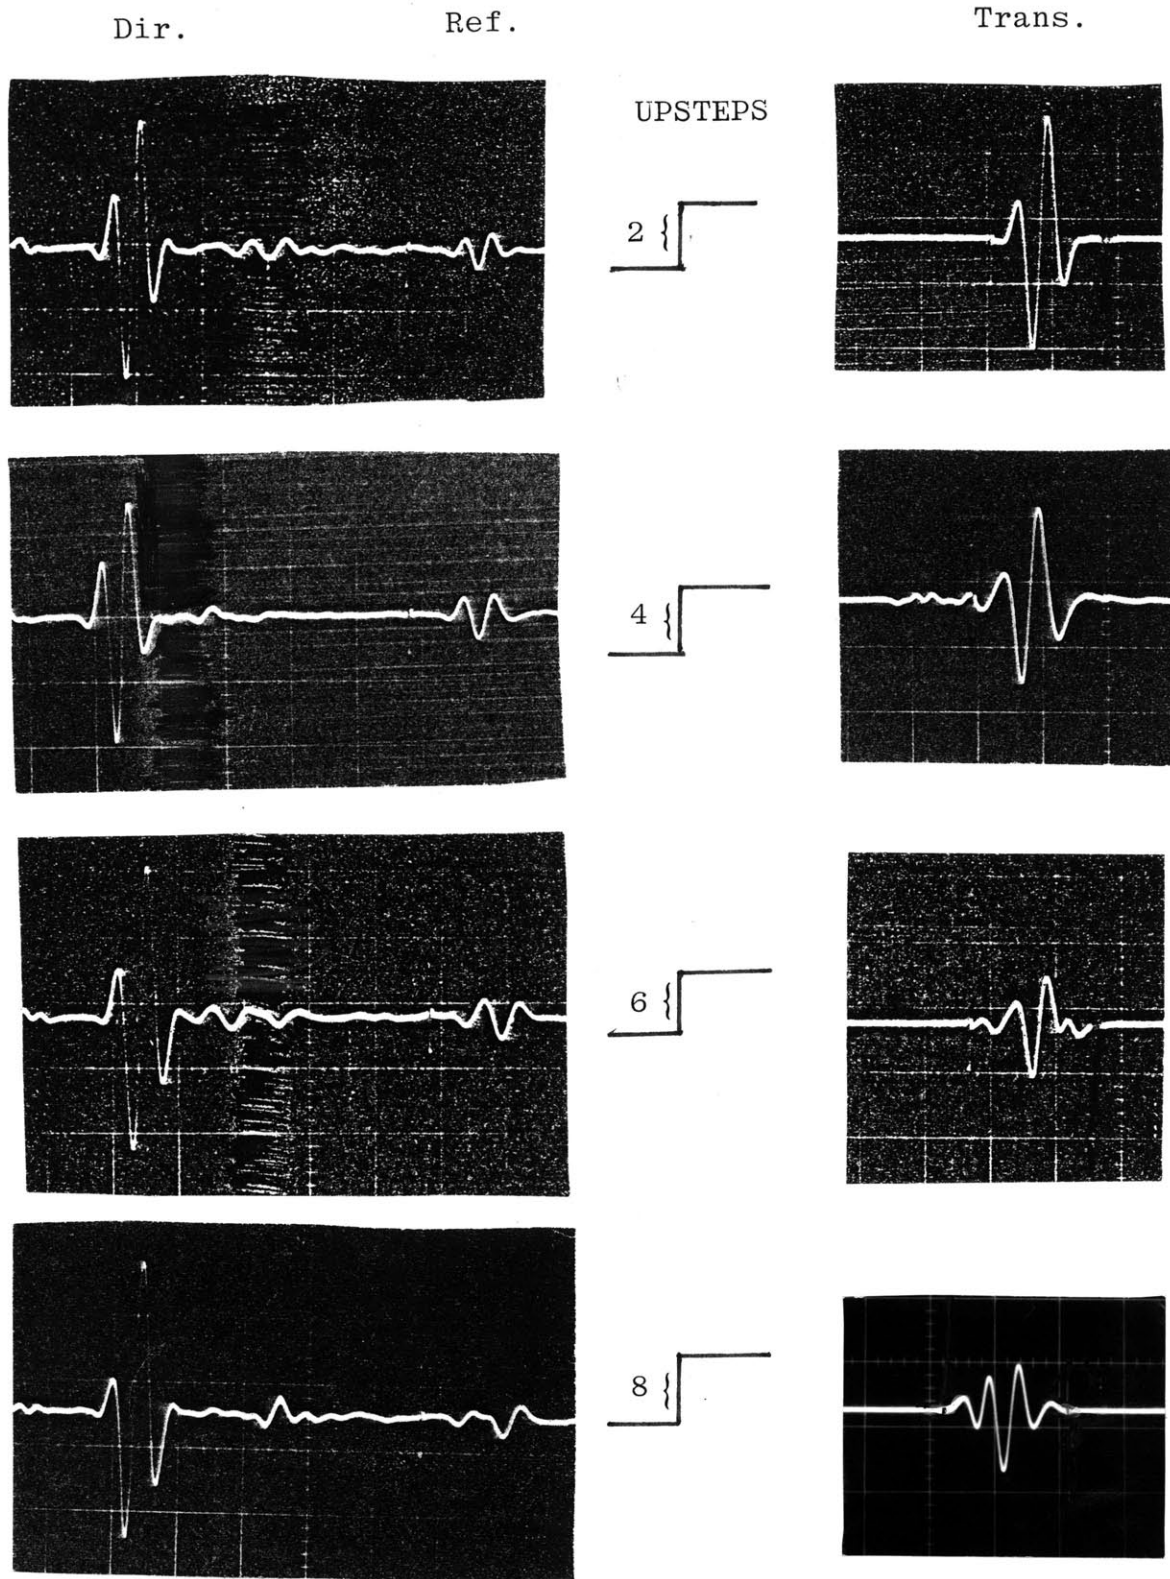 Dir. Ref. Trans.
UPSTEPS
2 {
4 {
6 {
8 {